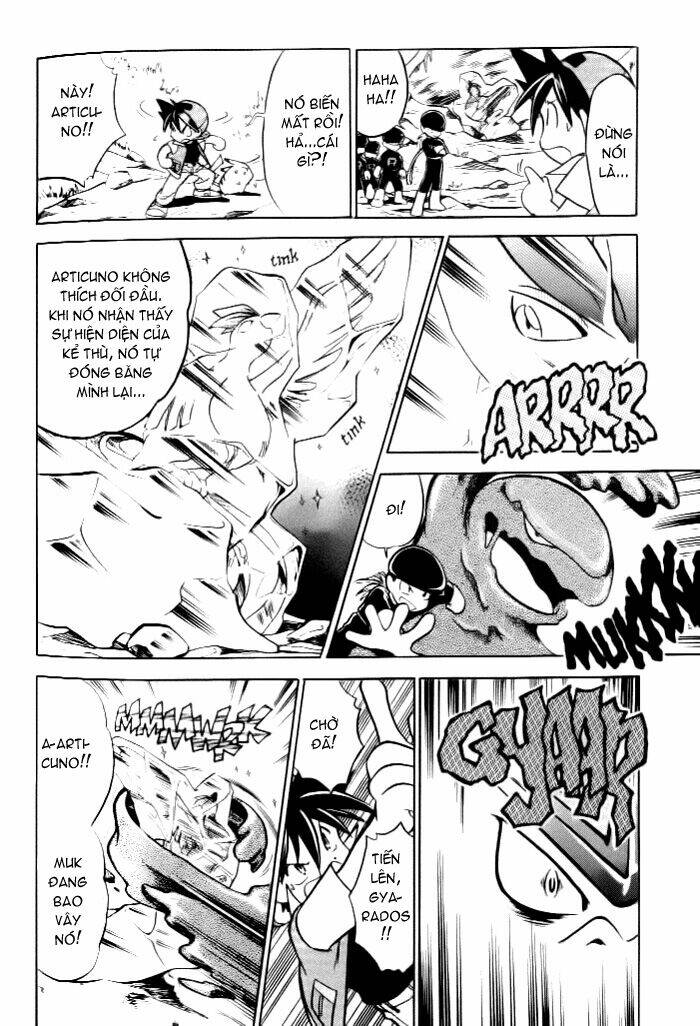 HAHA
HA!!
ĐỪNG
NÓI
LÀ...
NÀY!
ARTICU-
NO!!
NÓ BIẾN
MẤT RỒI!
HẢ...CÁI
GÌ?!
ARRRR
tink
tink
ARTICUNO KHÔNG
THÍCH ĐỐI ĐẦU.
KHI NÓ NHẬN THẤY
SỰ HIỆN DIỆN CỦA
KẺ THÙ, NÓ TỰ
ĐÓNG BĂNG
MÌNH LẠI...
ĐI!
MUKKK
GYAAP
CHỜ
ĐÃ!
TIẾN
LÊN,
GYA-
RADOS
!!
A-ARTI-
CUNO!!
MUK
ĐANG
BAO
VÂY
NÓ!